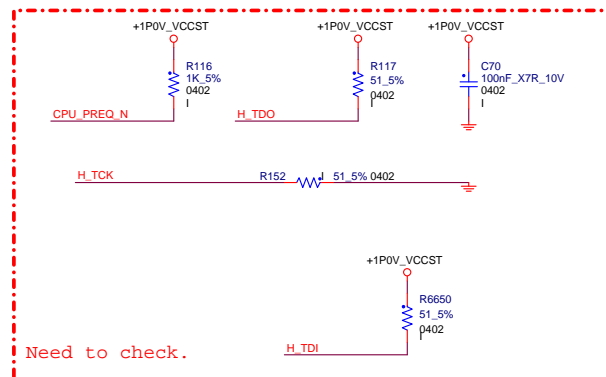 +1P0V_VCCST
+1P0V_VCCST
+1P0V_VCCST
R116
1K_5%
0402
I
R117
51_5%
0402
I
C70
100nF_X7R_10V
0402
I
CPU_PREQ_N
H_TDO
H_TCK
R152
I
51_5% 0402
+1P0V_VCCST
R6650
51_5%
0402
I
Need to check.
H_TDI